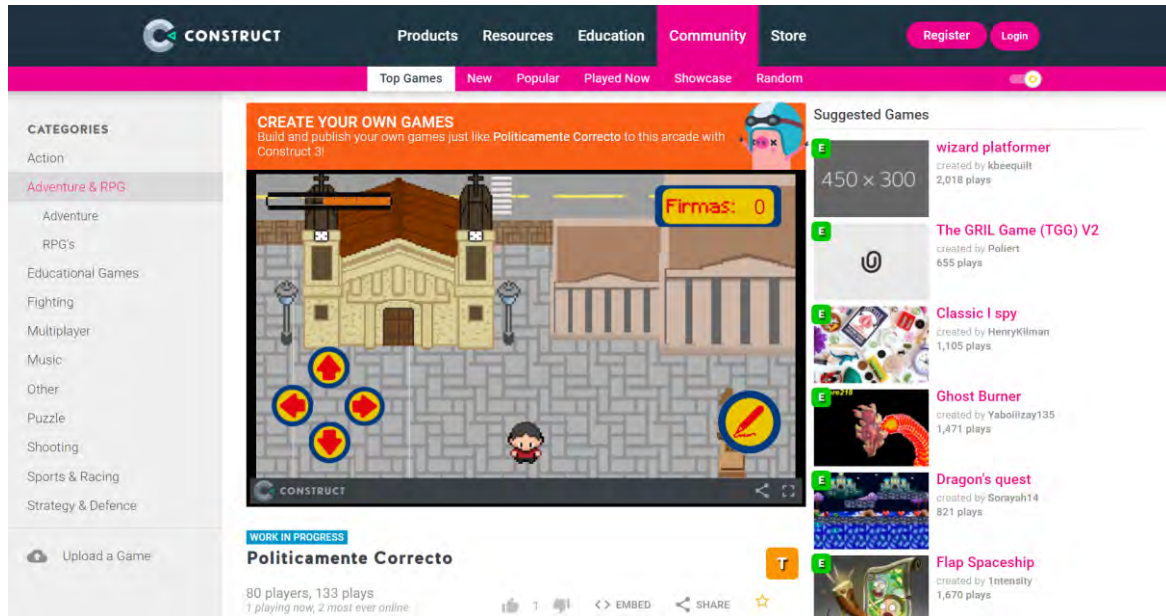 CONSTRUCT
Products Resources Education Community Store
Register Login
Top Games New Popular Played Now Showcase Random
CATEGORIES
Action
Adventure & RPG
Adventure
RPG's
Educational Games
Fighting
Multiplayer
Music
Other
Puzzle
Shooting
Sports & Racing
Strategy & Defence
Upload a Game
CREATE YOUR OWN GAMES
Build and publish your own games just like Politicamente Correcto to this arcade with
Construct 3!
Firmas: 0
CONSTRUCT
WORK IN PROGRESS
Politicamente Correcto
T
80 players, 133 plays
1 playing now, 2 most ever online
1
<> EMBED
SHARE
Suggested Games
E
450 × 300
wizard platformer
created by kbeequilt
2,018 plays
E
The GRIL Game (TGG) V2
created by Poliert
655 plays
E
Classic I spy
created by HenryKilman
1,105 plays
E
Ghost Burner
created by Yaboiiizay135
1,471 plays
E
Dragon's quest
created by Sorayah14
821 plays
E
Flap Spaceship
created by 1ntensity
1,670 plays